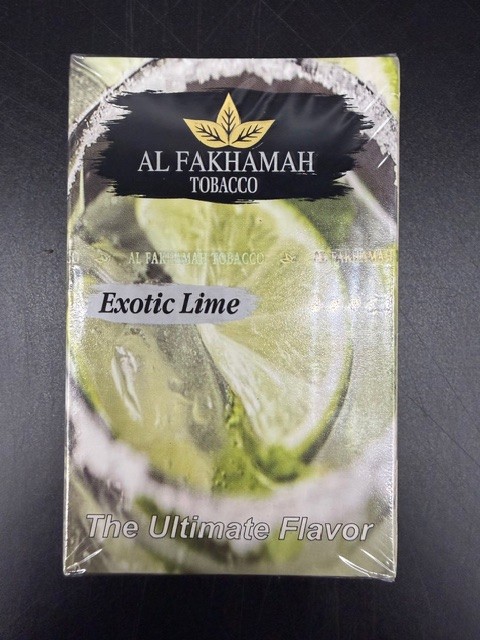 AL FAKHAMAH
TOBACCO
AL FAKHAMAH TOBACCO AL FAKHAMAH
Exotic Lime
The Ultimate Flavor